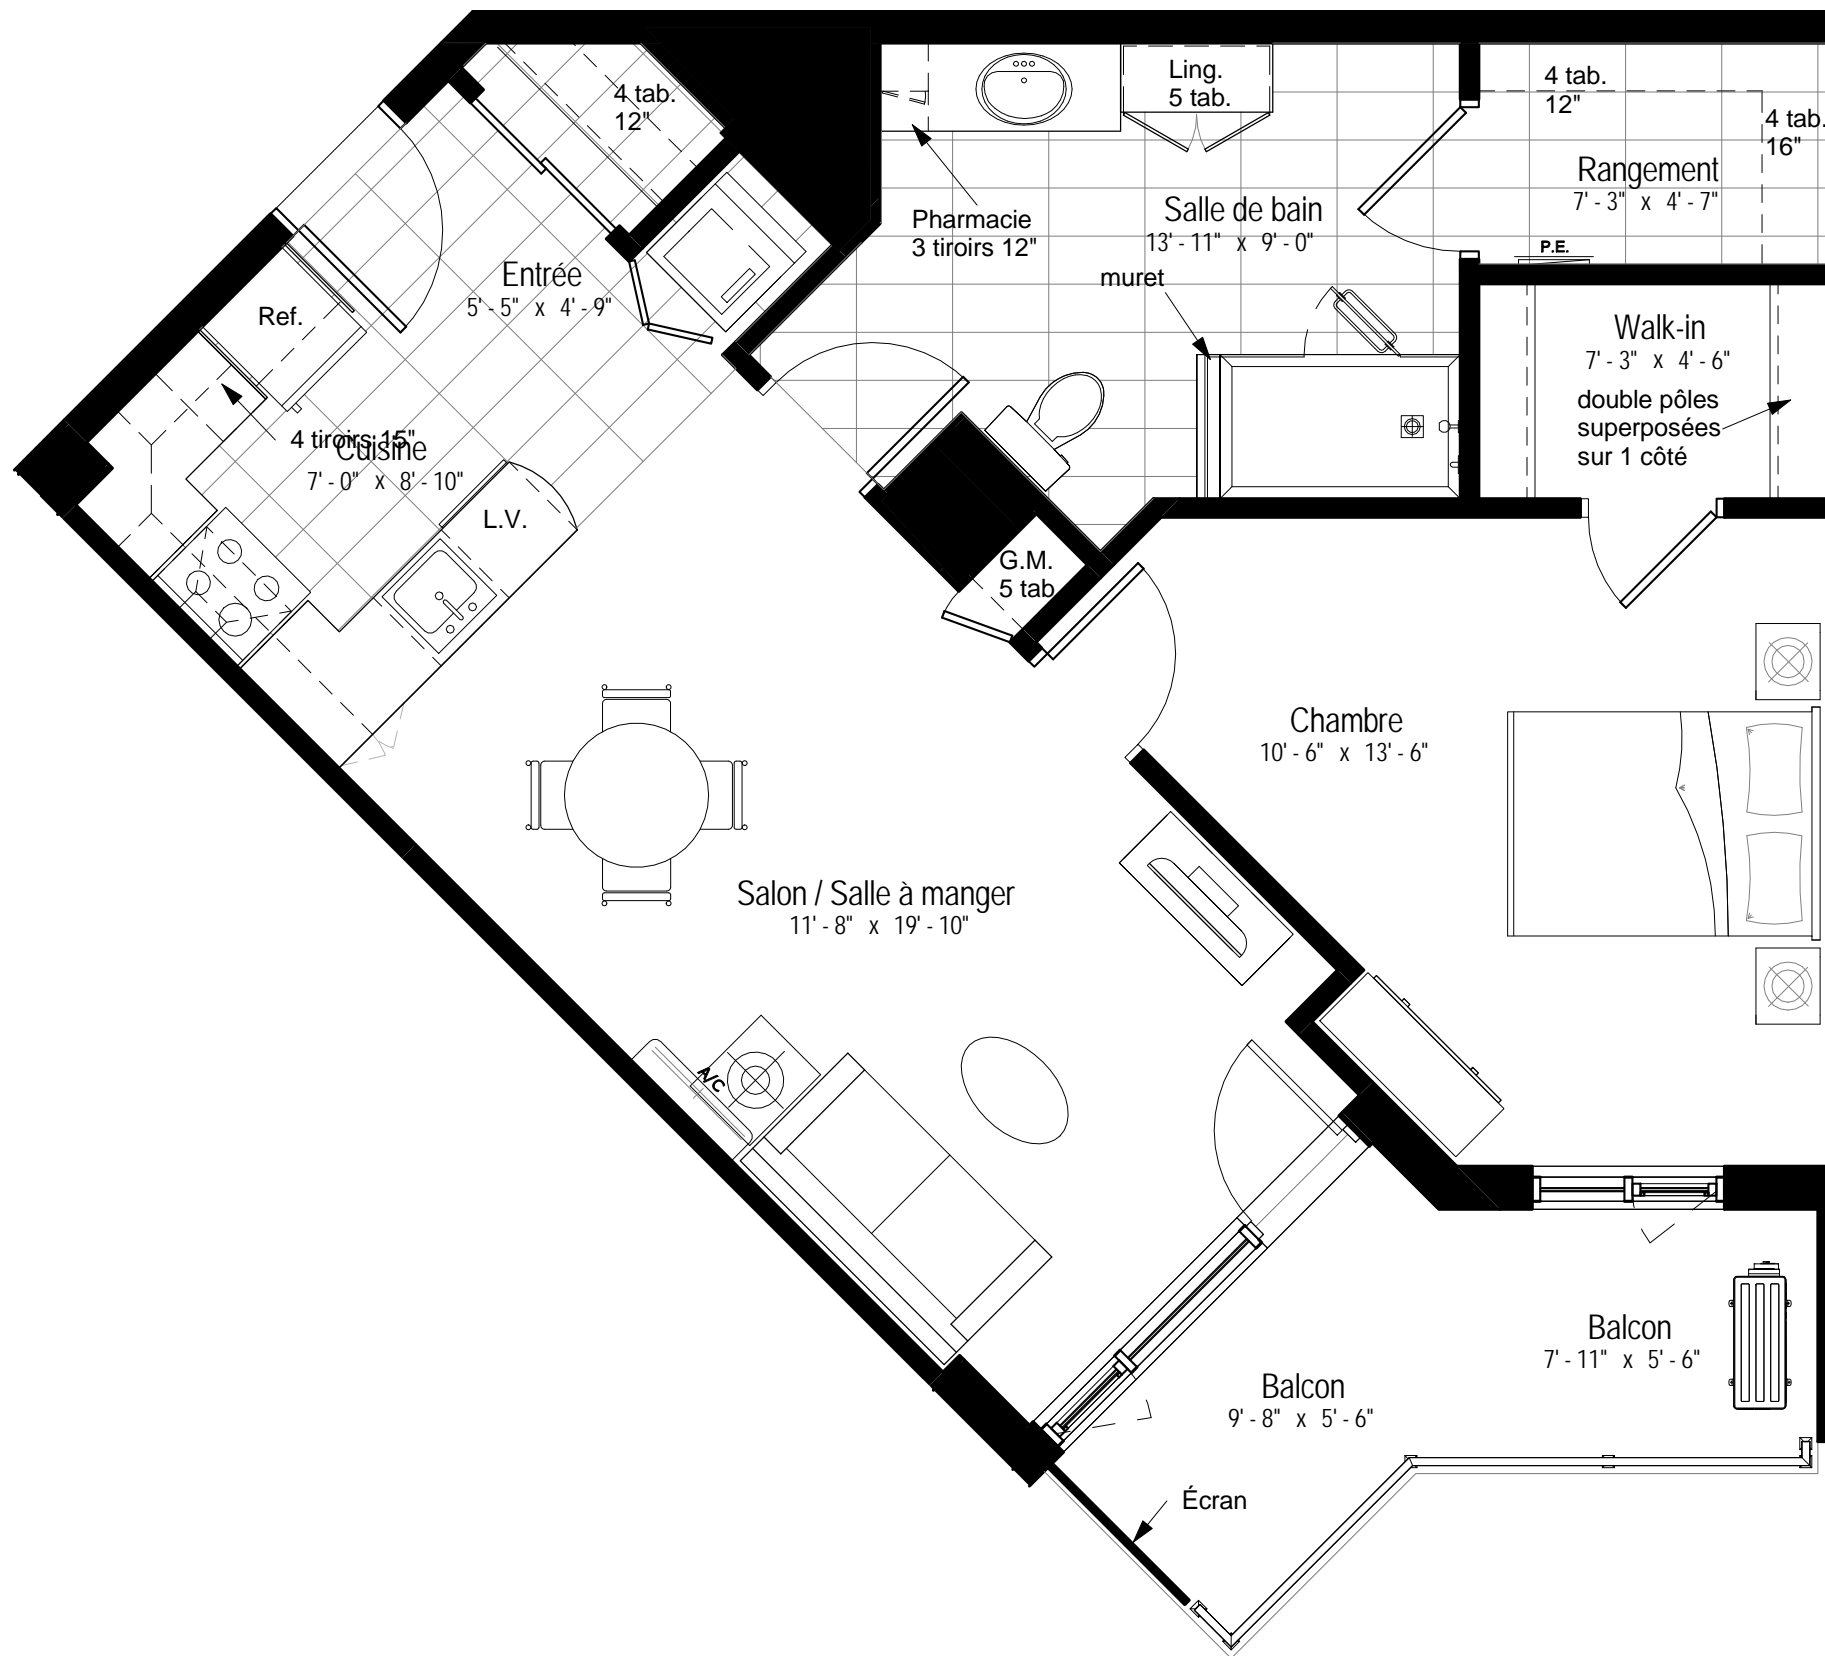 4 tab.
12"
Ling.
5 tab.
4 tab.
12"
4 tab.
16"
Rangement
7' - 3" x 4' - 7"
P.E.
Pharmacie
3 tiroirs 12"
Salle de bain
13' - 11" x 9' - 0"
muret
Entrée
5' - 5" x 4' - 9"
Ref.
Walk-in
7' - 3" x 4' - 6"
double pôles
superposées
sur 1 côté
4 tiroirs 15"
Cuisine
7' - 0" x 8' - 10"
L.V.
G.M.
5 tab
Chambre
10' - 6" x 13' - 6"
Salon / Salle à manger
11' - 8" x 19' - 10"
A/C
Balcon
7' - 11" x 5' - 6"
Balcon
9' - 8" x 5' - 6"
Écran